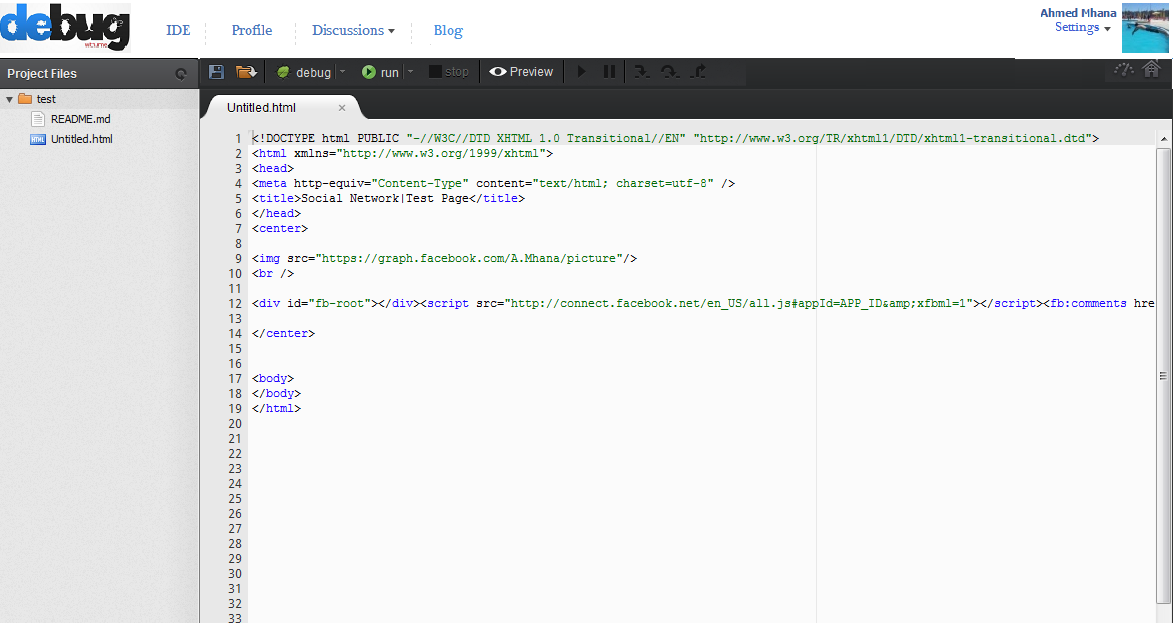 debug
wtur.me
IDE
Profile
Discussions
Blog
Ahmed Mhana
Settings
Project Files
debug
run
stop
Preview
test
README.md
Untitled.html
Untitled.html
1 <!DOCTYPE html PUBLIC "-//W3C//DTD XHTML 1.0 Transitional//EN" "http://www.w3.org/TR/xhtml1/DTD/xhtml1-transitional.dtd">
2 <html xmlns="http://www.w3.org/1999/xhtml">
3 <head>
4 <meta http-equiv="Content-Type" content="text/html; charset=utf-8" />
5 <title>Social Network|Test Page</title>
6 </head>
7 <center>
8
9 <img src="https://graph.facebook.com/A.Mhana/picture"/>
10 <br />
11
12 <div id="fb-root"></div><script src="http://connect.facebook.net/en_US/all.js#appId=APP_ID&amp;xfbml=1"></script><fb:comments hre
13
14 </center>
15
16
17 <body>
18 </body>
19 </html>
20
21
22
23
24
25
26
27
28
29
30
31
32
33